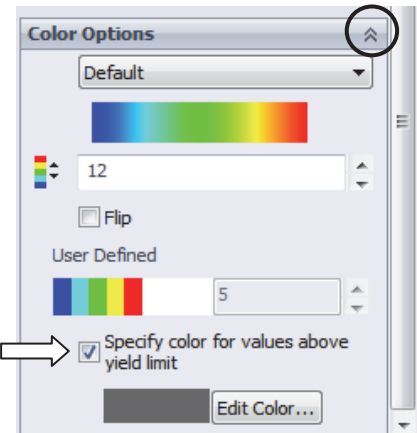 Color Options
Default
12
Flip
User Defined
5
Specify color for values above
yield limit
Edit Color...